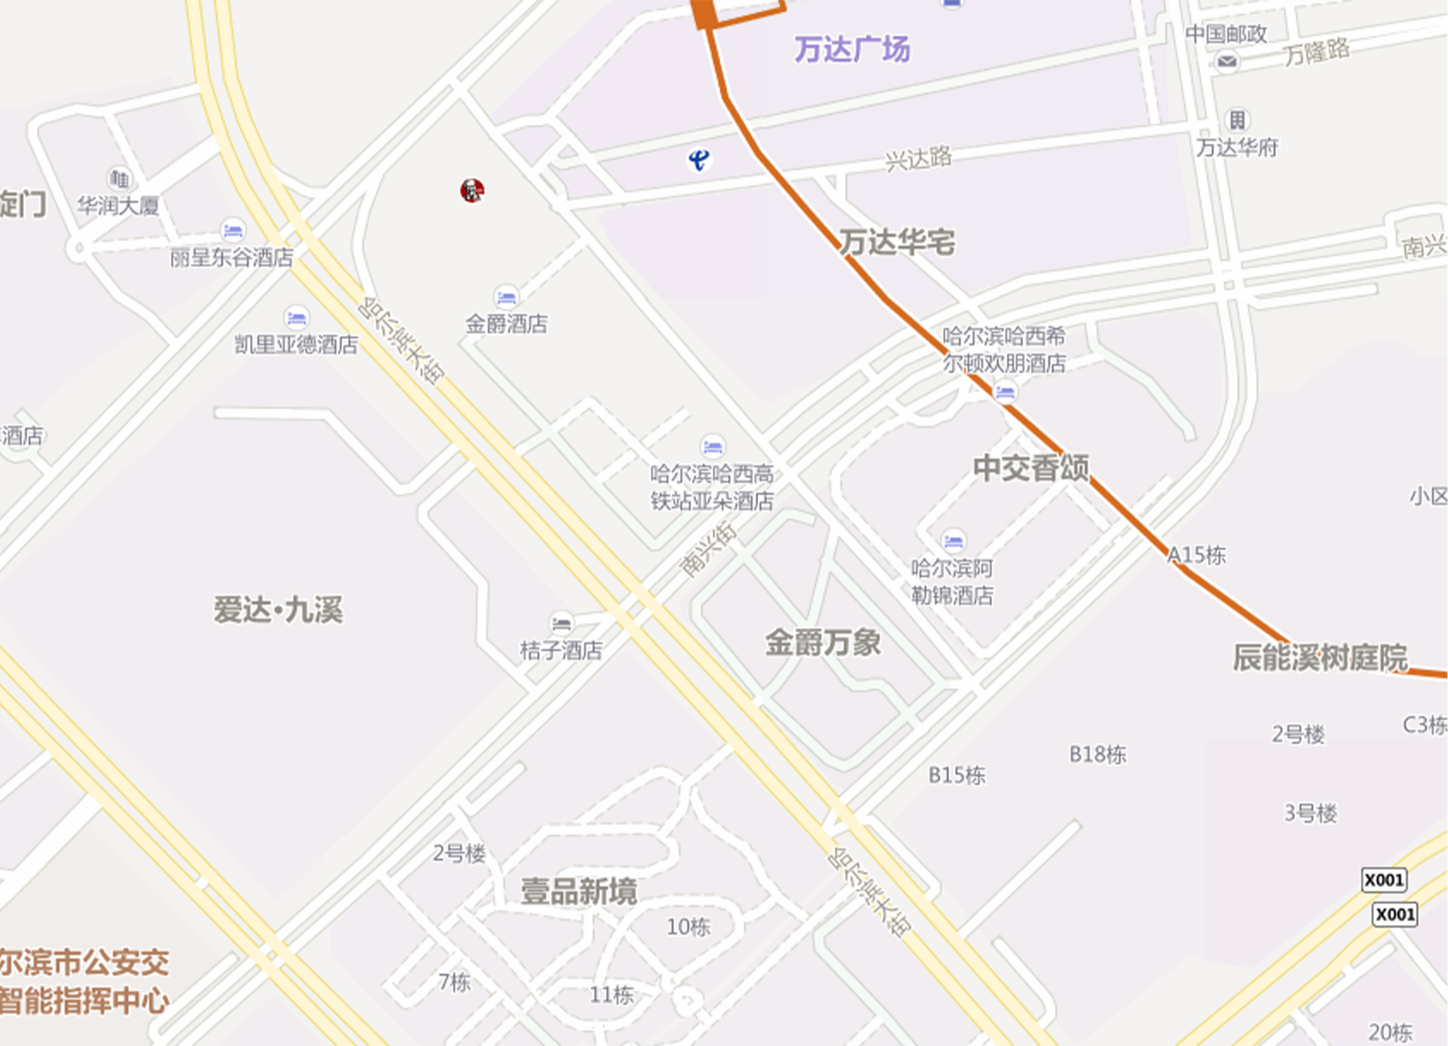 中国邮政
万隆路
万达广场
万达华府
兴达路
旋门
华润大厦
丽呈东谷酒店
万达华宅
南兴
哈尔滨大街
金爵酒店
凯里亚德酒店
哈尔滨哈西希
尔顿欢朋酒店
酒店
哈尔滨哈西高
铁站亚朵酒店
中交香颂
小区
南兴街
A15栋
哈尔滨阿
勒锦酒店
爱达·九溪
桔子酒店
金爵万象
辰能溪树庭院
C3栋
2号楼
B18栋
B15栋
3号楼
2号楼
哈尔滨大街
X001
X001
壹品新境
10栋
尔滨市公安交
智能指挥中心
7栋
11栋
20栋